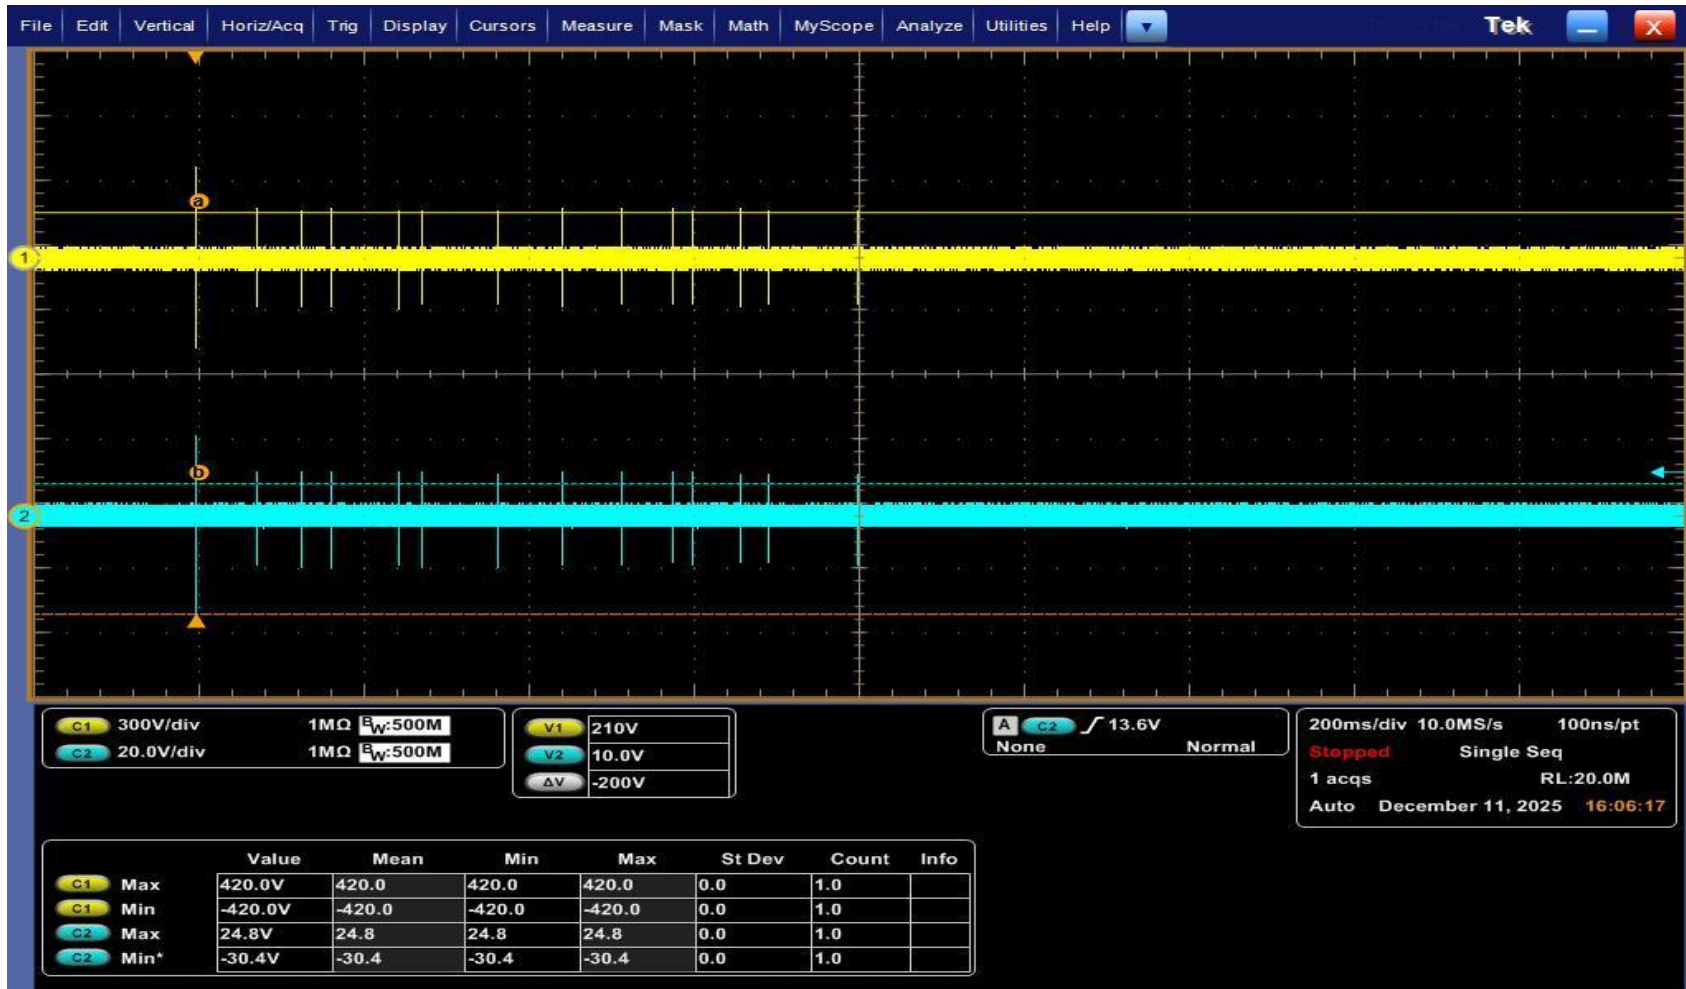 File Edit Vertical Horiz/Acq Trig Display Cursors Measure Mask Math MyScope Analyze Utilities Help Tek X
a
1
b
2
C1 300V/div 1MΩ BW:500M
C2 20.0V/div 1MΩ BW:500M
V1 210V
V2 10.0V
ΔV -200V
A C2 13.6V
None Normal
200ms/div 10.0MS/s 100ns/pt
Stopped Single Seq
1 acqs RL:20.0M
Auto December 11, 2025 16:06:17
Value Mean Min Max St Dev Count Info
C1 Max 420.0V 420.0 420.0 420.0 0.0 1.0
C1 Min -420.0V -420.0 -420.0 -420.0 0.0 1.0
C2 Max 24.8V 24.8 24.8 24.8 0.0 1.0
C2 Min* -30.4V -30.4 -30.4 -30.4 0.0 1.0